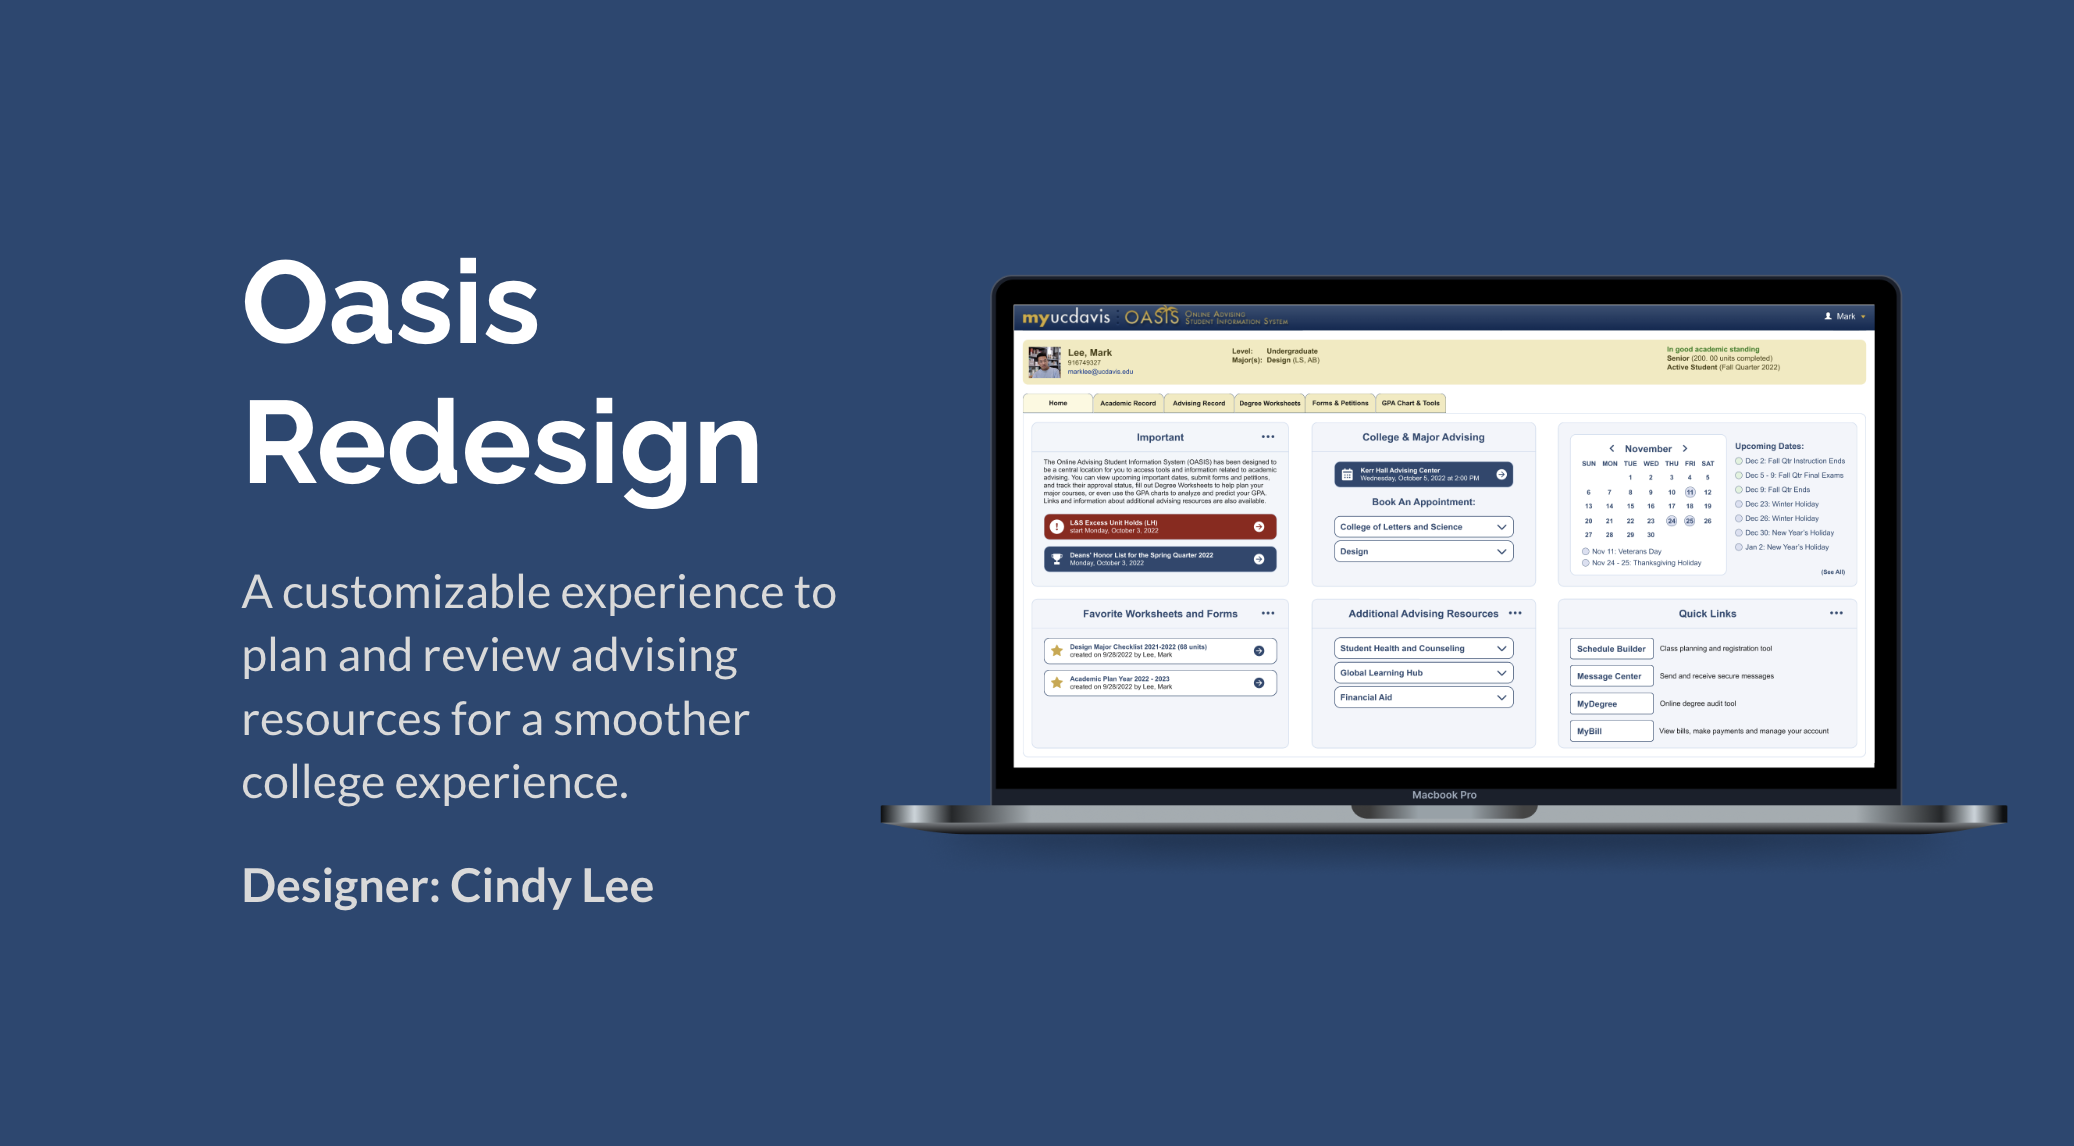 Oasis
Redesign
A customizable experience to
plan and review advising
resources for a smoother
college experience.
Designer: Cindy Lee
myucdavis OASIS ONLINE ADVISING
STUDENT INFORMATION SYSTEM
Mark
Lee, Mark
916749327
marklee@ucdavis.edu
Level: Undergraduate
Major(s): Design (LS, AB)
In good academic standing
Senior (200. 00 units completed)
Active Student (Fall Quarter 2022)
Home
Academic Record
Advising Record
Degree Worksheets
Forms & Petitions
GPA Chart & Tools
Important
The Online Advising Student Information System (OASIS) has been designed to
be a central location for you to access tools and information related to academic
advising. You can view upcoming important dates, submit forms and petitions,
and track their approval status, fill out Degree Worksheets to help plan your
major courses, or even use the GPA charts to analyze and predict your GPA.
Links and information about additional advising resources are also available.
L&S Excess Unit Holds (LH)
start Monday, October 3, 2022
Deans' Honor List for the Spring Quarter 2022
Monday, October 3, 2022
College & Major Advising
Kerr Hall Advising Center
Wednesday, October 5, 2022 at 2:00 PM
Book An Appointment:
College of Letters and Science
Design
November
SUN MON TUE WED THU FRI SAT
1 2 3 4 5
6 7 8 9 10 11 12
13 14 15 16 17 18 19
20 21 22 23 24 25 26
27 28 29 30
Nov 11: Veterans Day
Nov 24 - 25: Thanksgiving Holiday
Upcoming Dates:
Dec 2: Fall Qtr Instruction Ends
Dec 5 - 9: Fall Qtr Final Exams
Dec 9: Fall Qtr Ends
Dec 23: Winter Holiday
Dec 26: Winter Holiday
Dec 30: New Year's Holiday
Jan 2: New Year's Holiday
(See All)
Favorite Worksheets and Forms
Design Major Checklist 2021-2022 (68 units)
created on 9/28/2022 by Lee, Mark
Academic Plan Year 2022 - 2023
created on 9/28/2022 by Lee, Mark
Additional Advising Resources
Student Health and Counseling
Global Learning Hub
Financial Aid
Quick Links
Schedule Builder Class planning and registration tool
Message Center Send and receive secure messages
MyDegree Online degree audit tool
MyBill View bills, make payments and manage your account
Macbook Pro